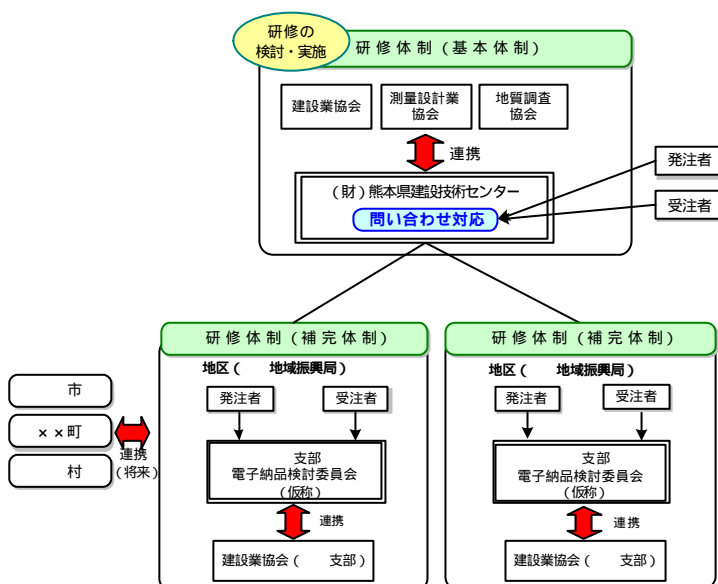 研修の
検討・実施
研修体制(基本体制)
建設業協会
測量設計業
協会
地質調査
協会
連携
(財)熊本県建設技術センター
問い合わせ対応
発注者
受注者
研修体制(補完体制)
地区(　　地域振興局)
発注者
受注者
支部
電子納品検討委員会
(仮称)
連携
建設業協会(　　支部)
研修体制(補完体制)
地区(　　地域振興局)
発注者
受注者
支部
電子納品検討委員会
(仮称)
連携
建設業協会(　　支部)
市
××町
村
連携
(将来)